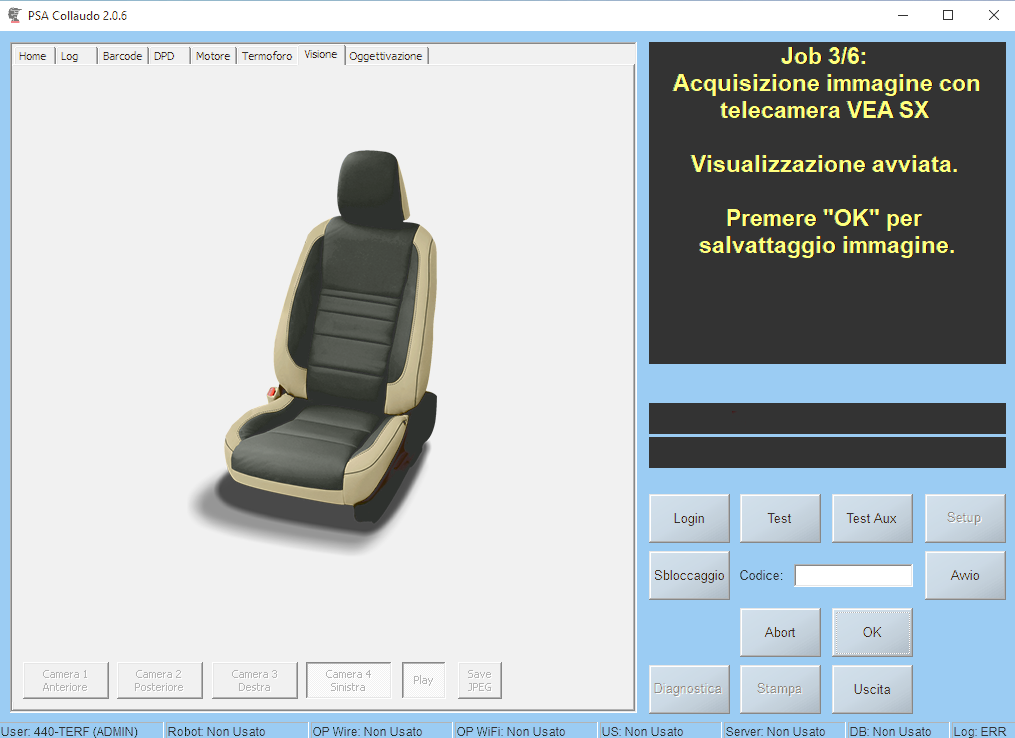 PSA Collaudo 2.0.6
Home Log Barcode DPD Motore Termoforo Visione Oggettivazione
Job 3/6:
Acquisizione immagine con
telecamera VEA SX
Visualizzazione avviata.
Premere "OK" per
salvattaggio immagine.
Login Test Test Aux Setup
Sbloccaggio Codice: Avvio
Abort OK
Camera 1
Anteriore
Camera 2
Posteriore
Camera 3
Destra
Camera 4
Sinistra
Play
Save
JPEG
Diagnostica Stampa Uscita
User: 440-TERF (ADMIN) Robot: Non Usato OP Wire: Non Usato OP WiFi: Non Usato US: Non Usato Server: Non Usato DB: Non Usato Log: ERR